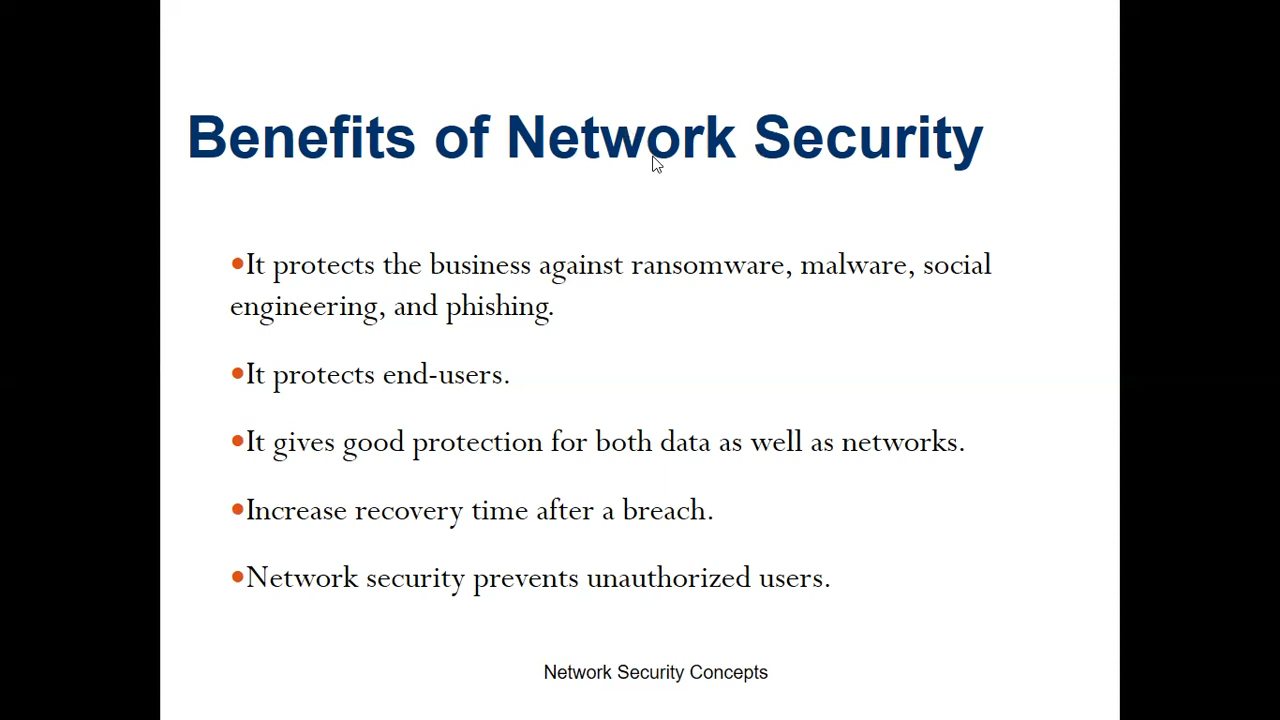 Benefits of Network Security
•It protects the business against ransomware, malware, social
engineering, and phishing.
•It protects end-users.
•It gives good protection for both data as well as networks.
•Increase recovery time after a breach.
•Network security prevents unauthorized users.
Network Security Concepts